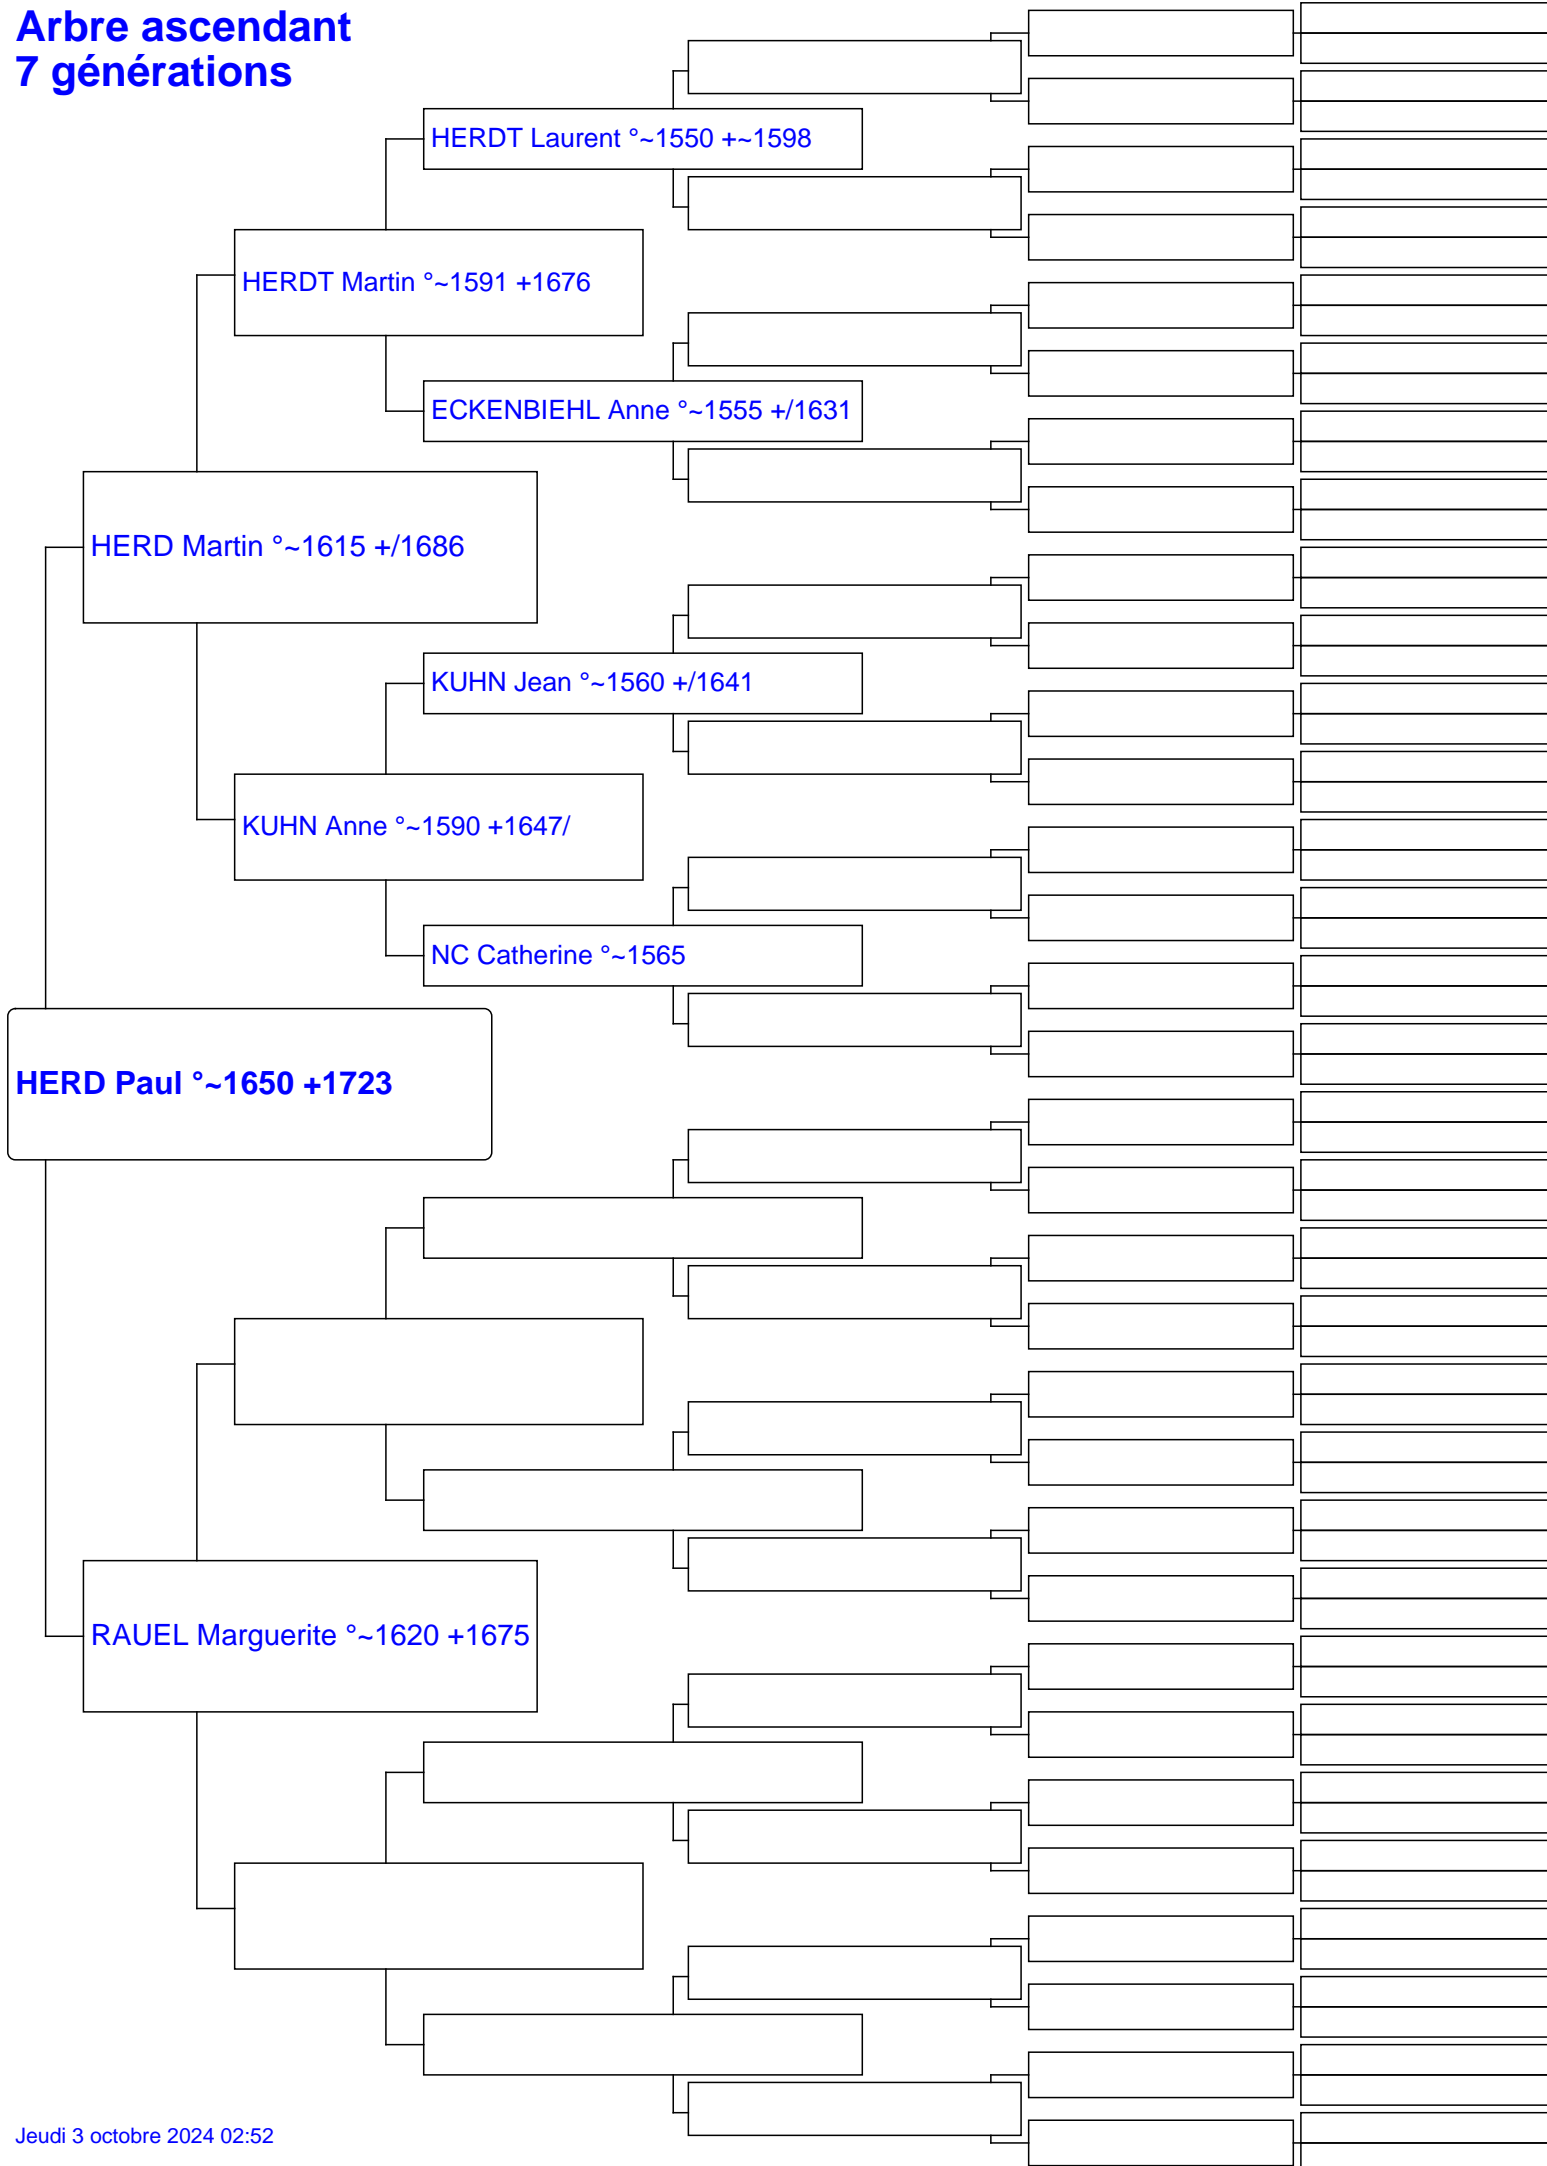 Arbre ascendant
7 générations
HERDT Laurent °~1550 +~1598
HERDT Martin °~1591 +1676
ECKENBIEHL Anne °~1555 +/1631
HERD Martin °~1615 +/1686
KUHN Jean °~1560 +/1641
KUHN Anne °~1590 +1647/
NC Catherine °~1565
HERD Paul °~1650 +1723
RAUEL Marguerite °~1620 +1675
Jeudi 3 octobre 2024 02:52